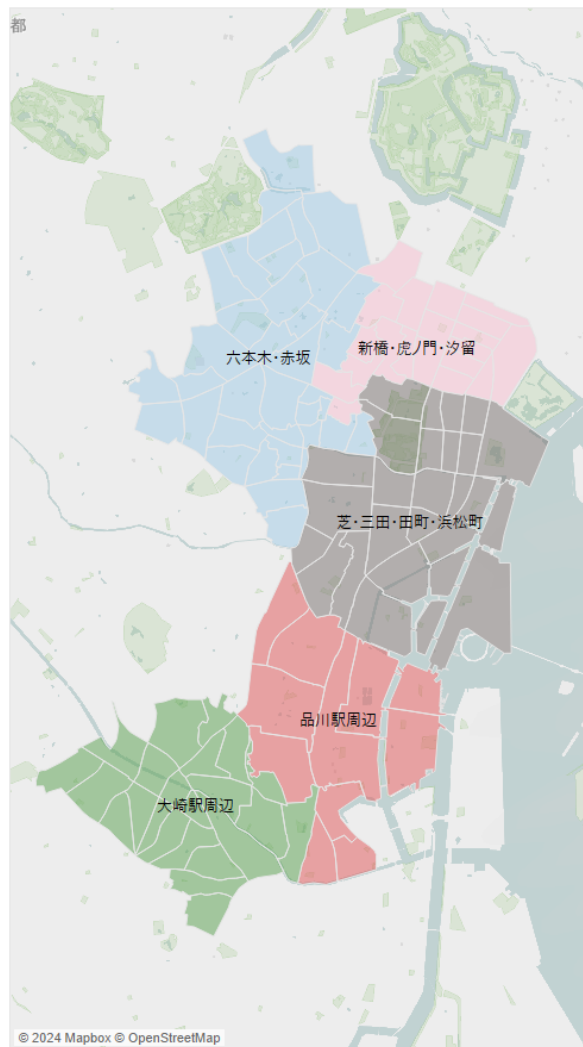 都
新橋・虎ノ門・汐留
六本木・赤坂
芝・三田・田町・浜松町
品川駅周辺
大崎駅周辺
© 2024 Mapbox © OpenStreetMap